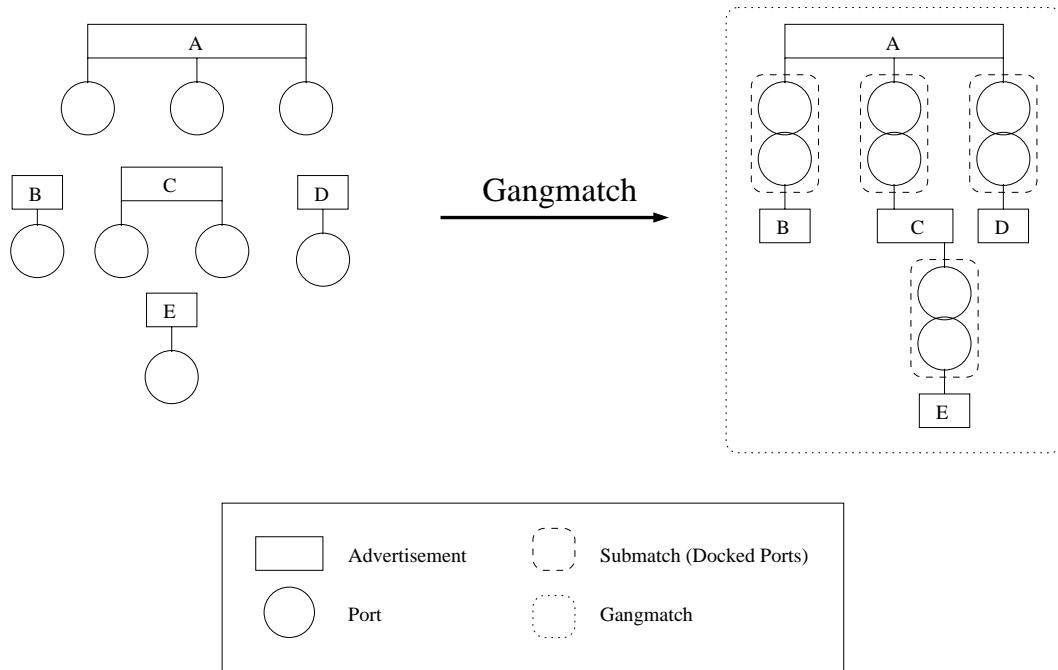 A
B
C
D
E
Gangmatch
A
B
C
D
E
Advertisement
Submatch (Docked Ports)
Port
Gangmatch